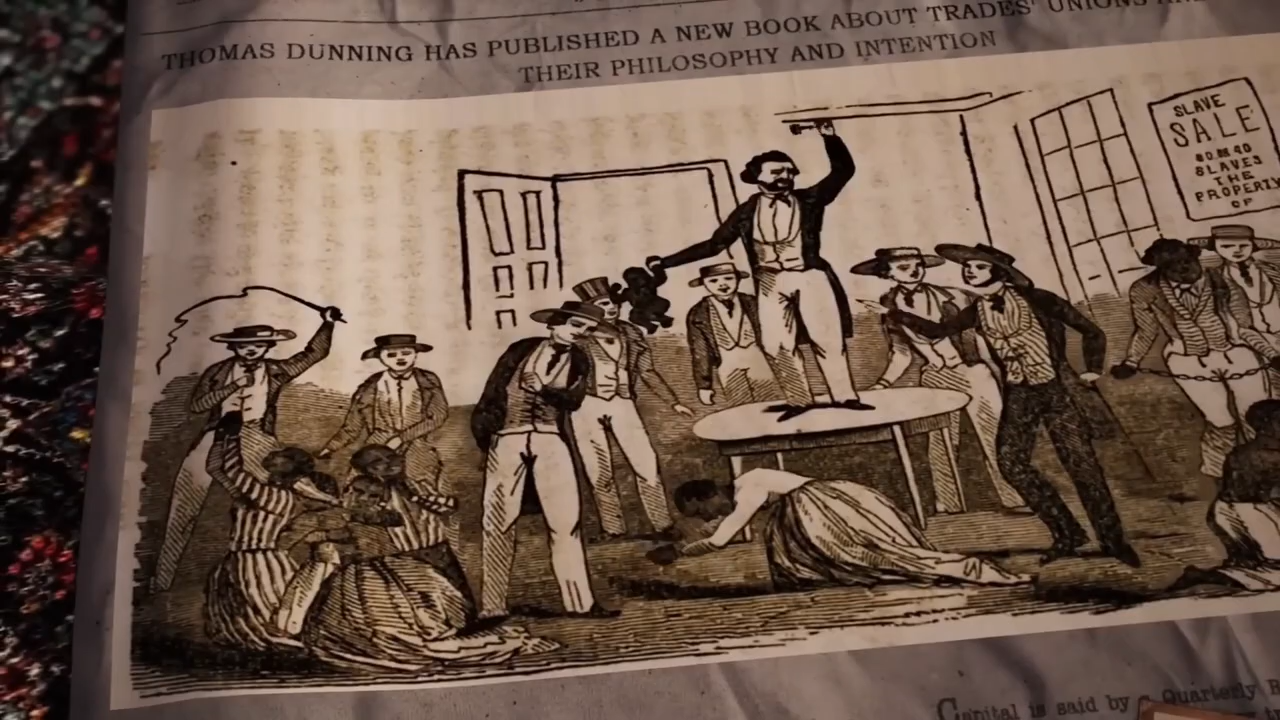 THOMAS DUNNING HAS PUBLISHED A NEW BOOK ABOUT TRADES' UNIONS
THEIR PHILOSOPHY AND INTENTION
SLAVE
SALE
SLAVES
THE
PROPERTY
OF
Capital is said by a Quarterly